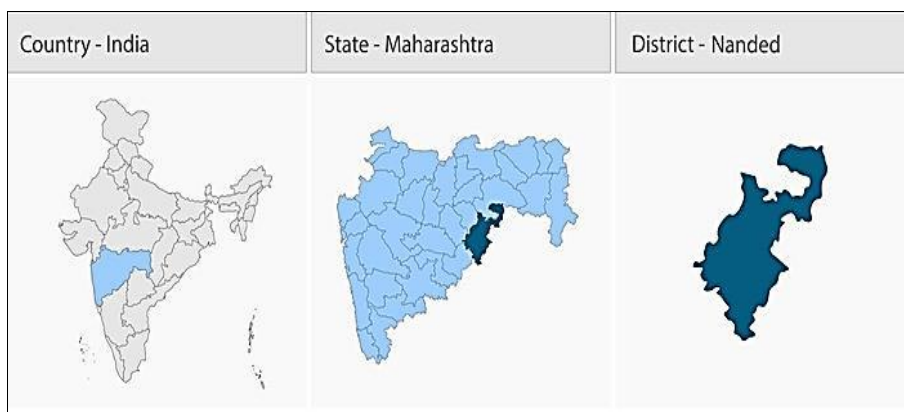 Country - India
State - Maharashtra
District - Nanded